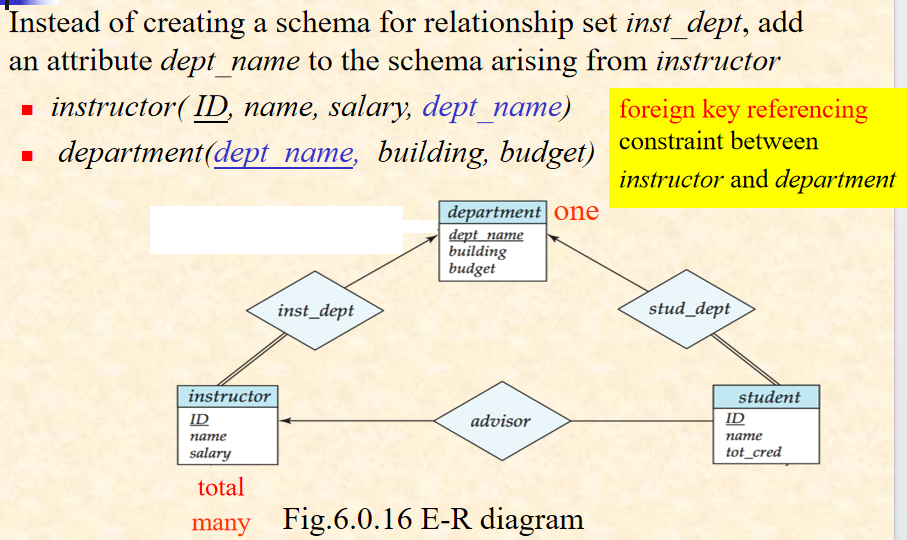 Instead of creating a schema for relationship set inst_dept, add
an attribute dept_name to the schema arising from instructor
instructor( ID, name, salary, dept_name)
department(dept_name, building, budget)
foreign key referencing
constraint between
instructor and department
department one
dept_name
building
budget
inst_dept
stud_dept
instructor
ID
name
salary
advisor
student
ID
name
tot_cred
total
many
Fig.6.0.16 E-R diagram